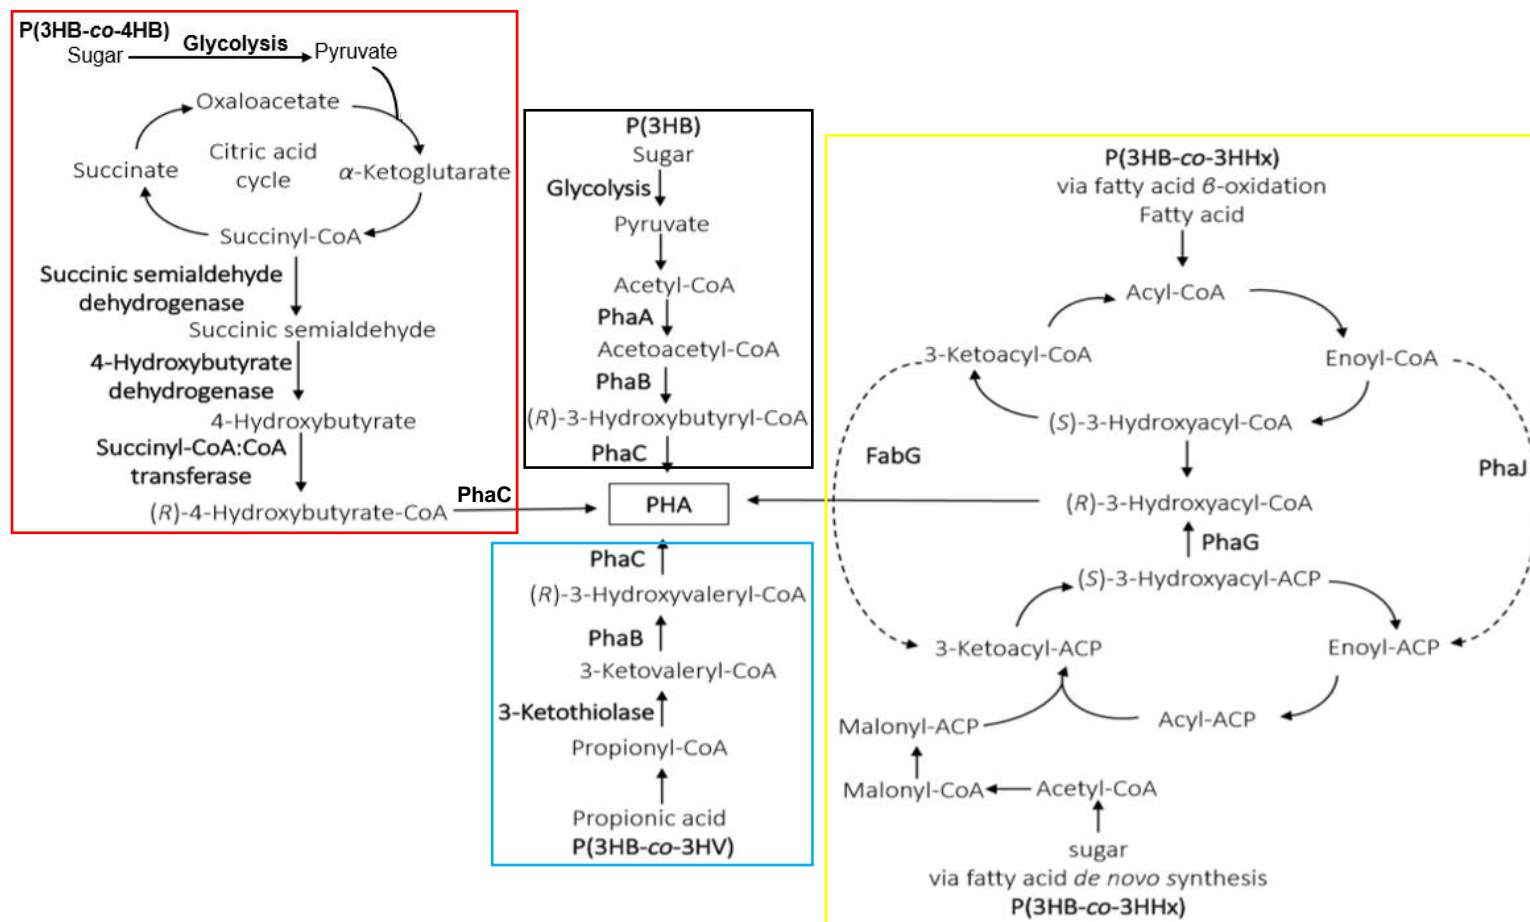 P(3HB-co-4HB)
Sugar
Glycolysis
Pyruvate
Oxaloacetate
Citric acid
cycle
Succinate
α-Ketoglutarate
Succinyl-CoA
Succinic semialdehyde
dehydrogenase
Succinic semialdehyde
4-Hydroxybutyrate
dehydrogenase
4-Hydroxybutyrate
Succinyl-CoA:CoA
transferase
(R)-4-Hydroxybutyrate-CoA
PhaC
P(3HB)
Sugar
Glycolysis
Pyruvate
Acetyl-CoA
PhaA
Acetoacetyl-CoA
PhaB
(R)-3-Hydroxybutyryl-CoA
PhaC
PHA
PhaC
(R)-3-Hydroxyvaleryl-CoA
PhaB
3-Ketovaleryl-CoA
3-Ketothiolase
Propionyl-CoA
Propionic acid
P(3HB-co-3HV)
P(3HB-co-3HHx)
via fatty acid β-oxidation
Fatty acid
Acyl-CoA
3-Ketoacyl-CoA
Enoyl-CoA
(S)-3-Hydroxyacyl-CoA
FabG
PhaJ
(R)-3-Hydroxyacyl-CoA
PhaG
(S)-3-Hydroxyacyl-ACP
3-Ketoacyl-ACP
Enoyl-ACP
Malonyl-ACP
Acyl-ACP
Malonyl-CoA
Acetyl-CoA
sugar
via fatty acid de novo synthesis
P(3HB-co-3HHx)